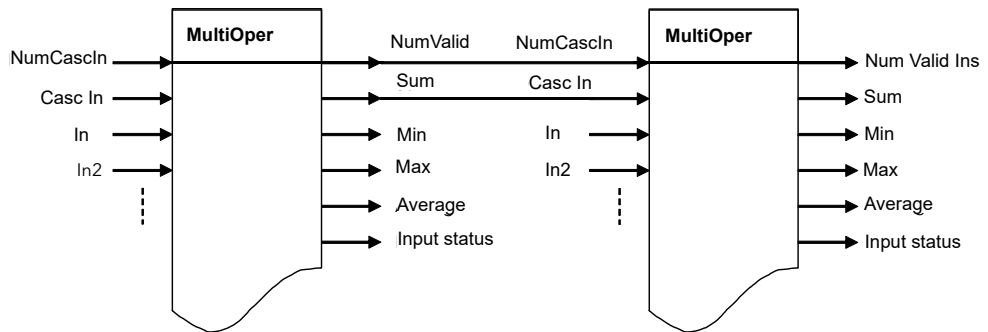 MultiOper
NumCascIn
Casc In
In
In2
NumValid
Sum
Min
Max
Average
Input status
NumCascIn
Casc In
In
In2
MultiOper
Num Valid Ins
Sum
Min
Max
Average
Input status